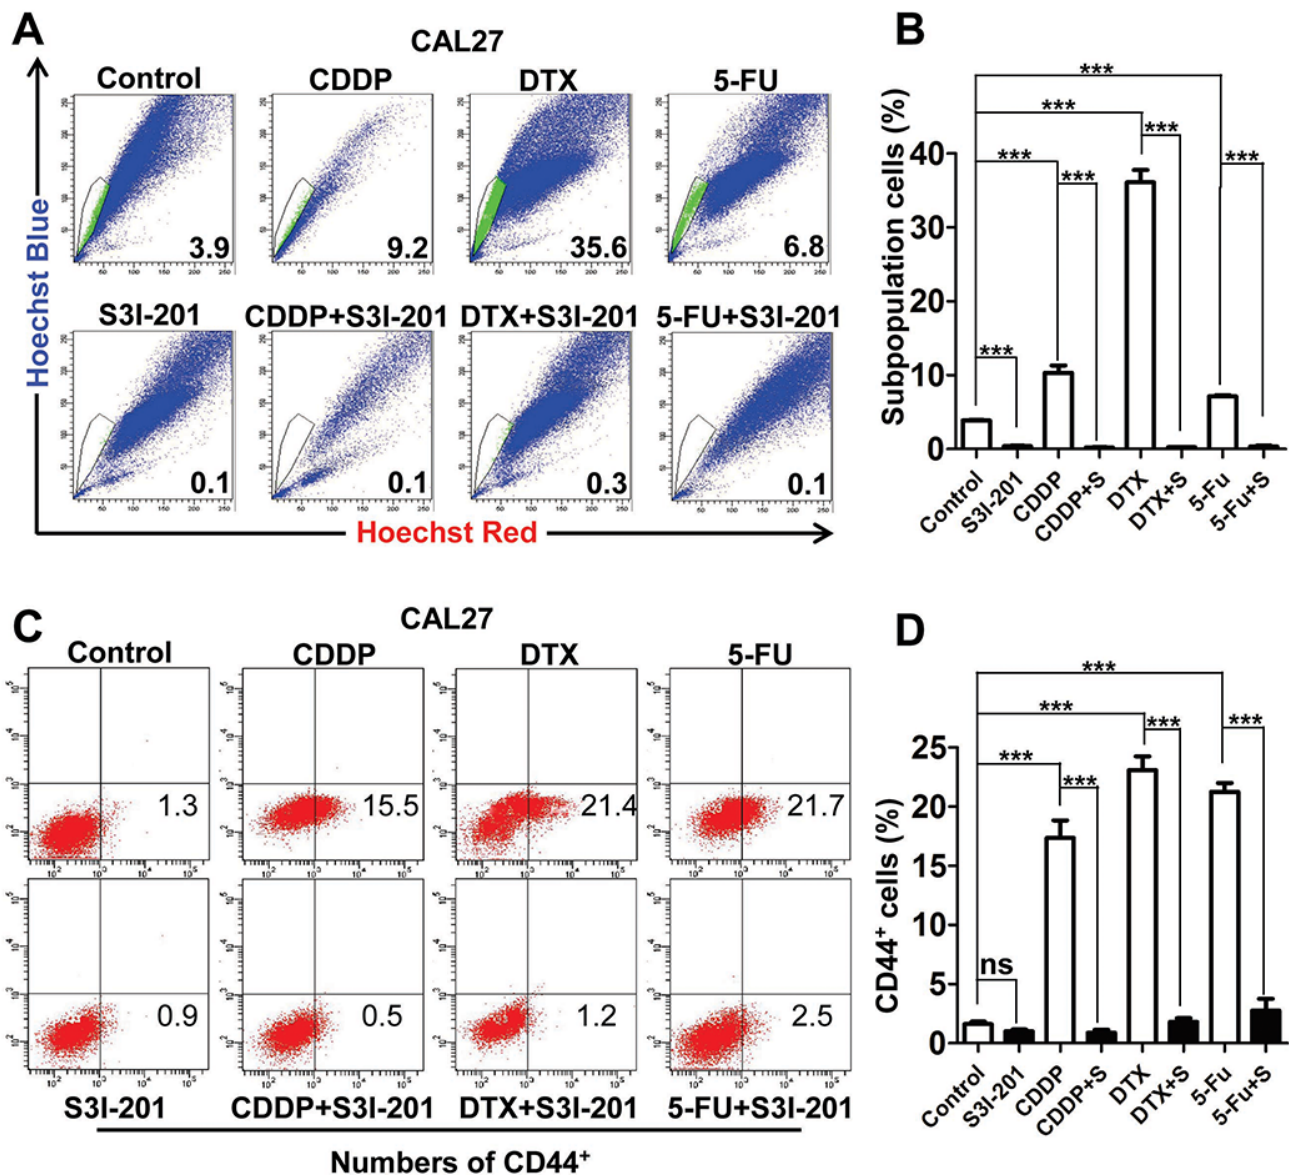 A
CAL27
Control CDDP DTX 5-FU
3.9 9.2 35.6 6.8
S3I-201 CDDP+S3I-201 DTX+S3I-201 5-FU+S3I-201
0.1 0.1 0.3 0.1
Hoechst Blue
Hoechst Red
B
Subpopulation cells (%)
*** *** *** *** *** *** ***
40
30
20
10
0
Control S3I-201 CDDP CDDP+S DTX DTX+S 5-Fu 5-Fu+S
C
CAL27
Control CDDP DTX 5-FU
1.3 15.5 21.4 21.7
0.9 0.5 1.2 2.5
10² 10³ 10⁴ 10⁵
S3I-201 CDDP+S3I-201 DTX+S3I-201 5-FU+S3I-201
Numbers of CD44⁺
D
CD44⁺ cells (%)
*** *** *** *** *** ***
ns
25
20
15
10
5
0
Control S3I-201 CDDP CDDP+S DTX DTX+S 5-Fu 5-Fu+S